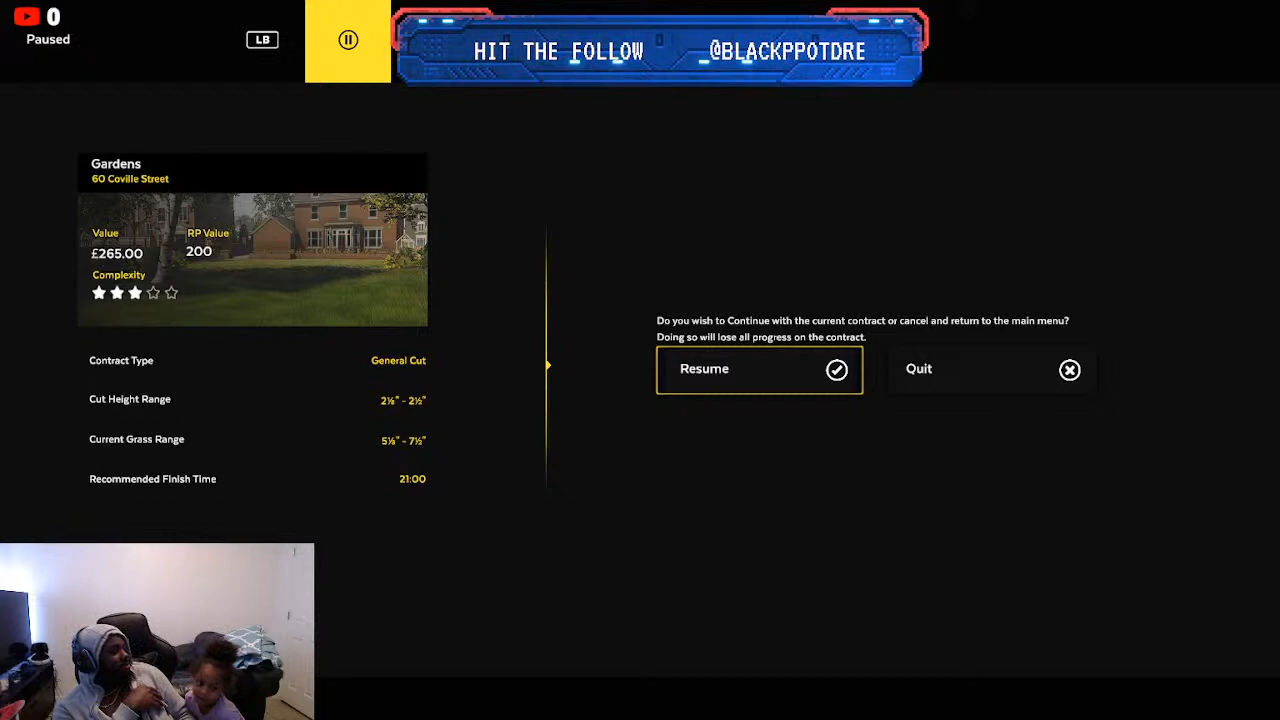 0
Paused
LB
HIT THE FOLLOW @BLACKPPOTDRE
Gardens
60 Coville Street
Value
£265.00
RP Value
200
Complexity
Contract Type General Cut
Cut Height Range 2⅛" - 2½"
Current Grass Range 5⅛" - 7½"
Recommended Finish Time 21:00
Do you wish to Continue with the current contract or cancel and return to the main menu?
Doing so will lose all progress on the contract.
Resume
Quit